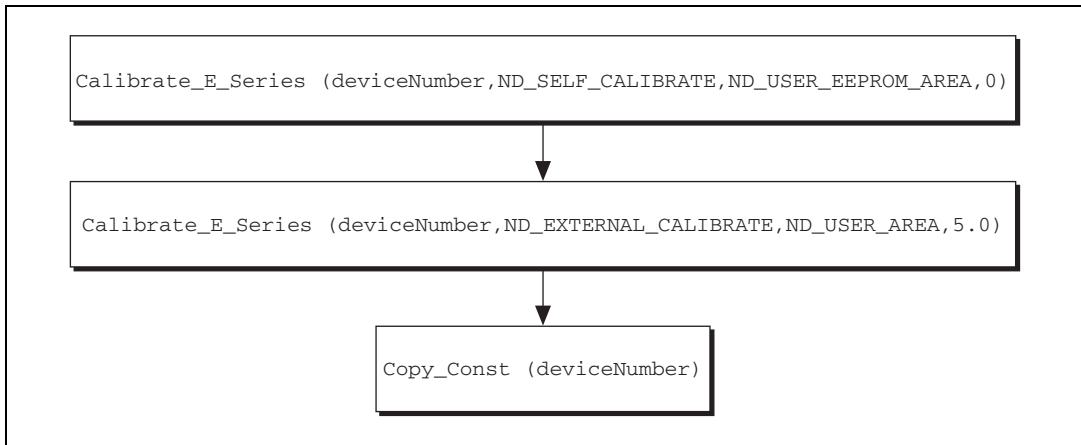 Calibrate_E_Series (deviceNumber,ND_SELF_CALIBRATE,ND_USER_EEPROM_AREA,0)
Calibrate_E_Series (deviceNumber,ND_EXTERNAL_CALIBRATE,ND_USER_AREA,5.0)
Copy_Const (deviceNumber)